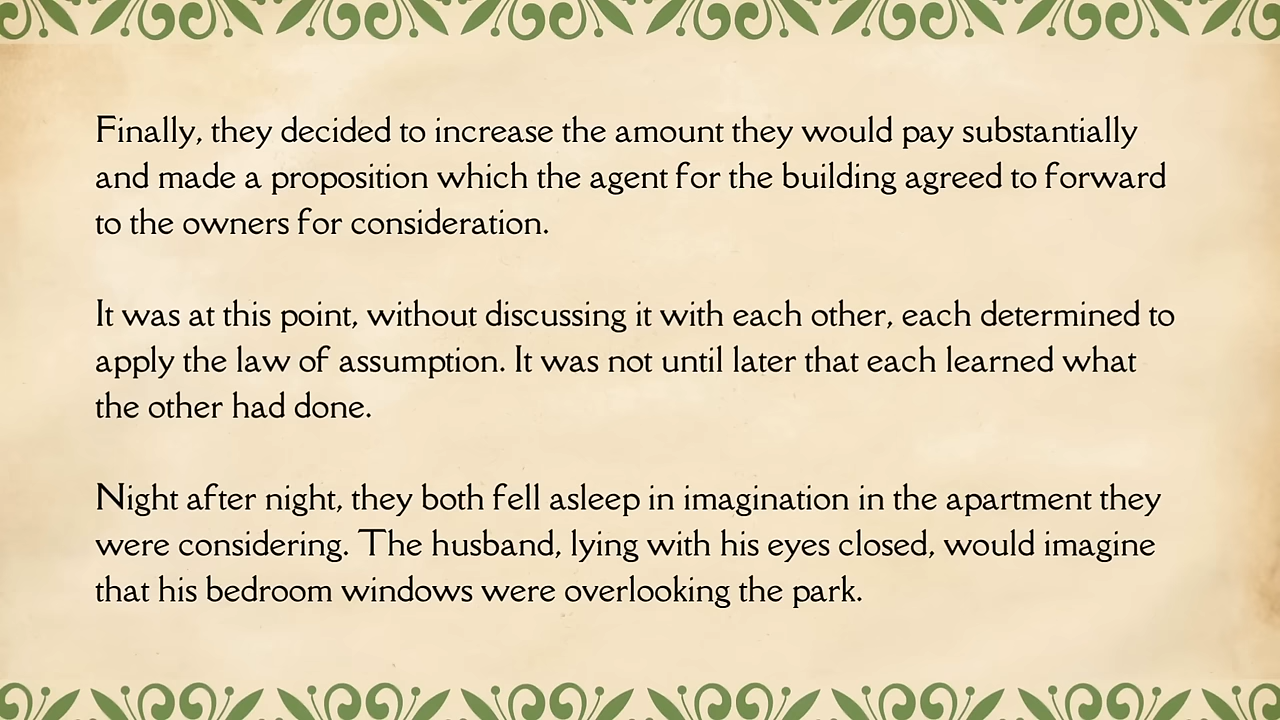 Finally, they decided to increase the amount they would pay substantially
and made a proposition which the agent for the building agreed to forward
to the owners for consideration.
It was at this point, without discussing it with each other, each determined to
apply the law of assumption. It was not until later that each learned what
the other had done.
Night after night, they both fell asleep in imagination in the apartment they
were considering. The husband, lying with his eyes closed, would imagine
that his bedroom windows were overlooking the park.